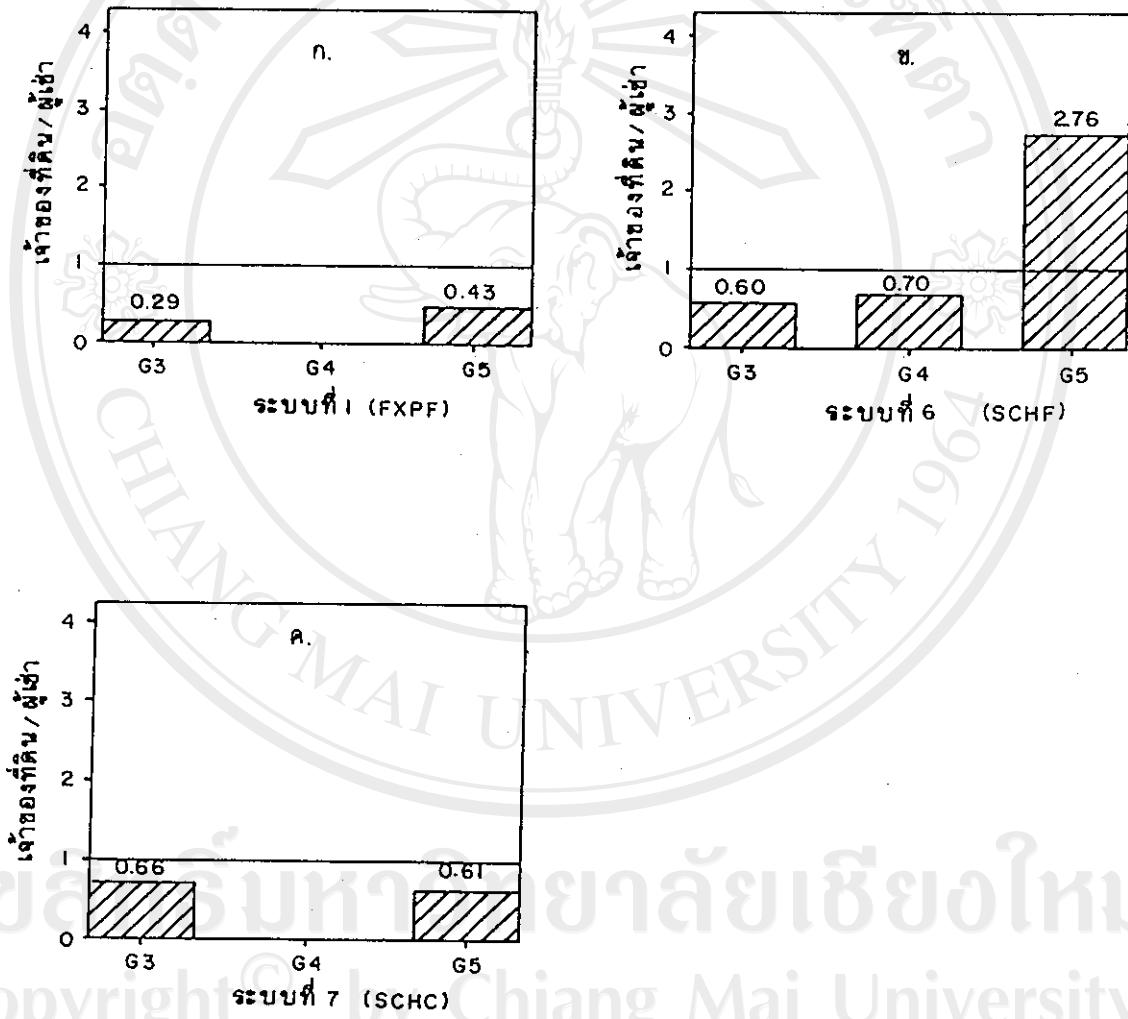 ก.
4
3
2
1
0
เจ้าของที่ดิน/ผู้เช่า
0.29
0.43
G3 G4 G5
ระบบที่ 1 (FXPF)
ข.
4
3
2
1
0
เจ้าของที่ดิน/ผู้เช่า
0.60
0.70
2.76
G3 G4 G5
ระบบที่ 6 (SCHF)
ค.
4
3
2
1
0
เจ้าของที่ดิน/ผู้เช่า
0.66
0.61
G3 G4 G5
ระบบที่ 7 (SCHC)
CHIANG MAI UNIVERSITY 1964
มหาวิทยาลัยเชียงใหม่
opyright© by Chiang Mai University